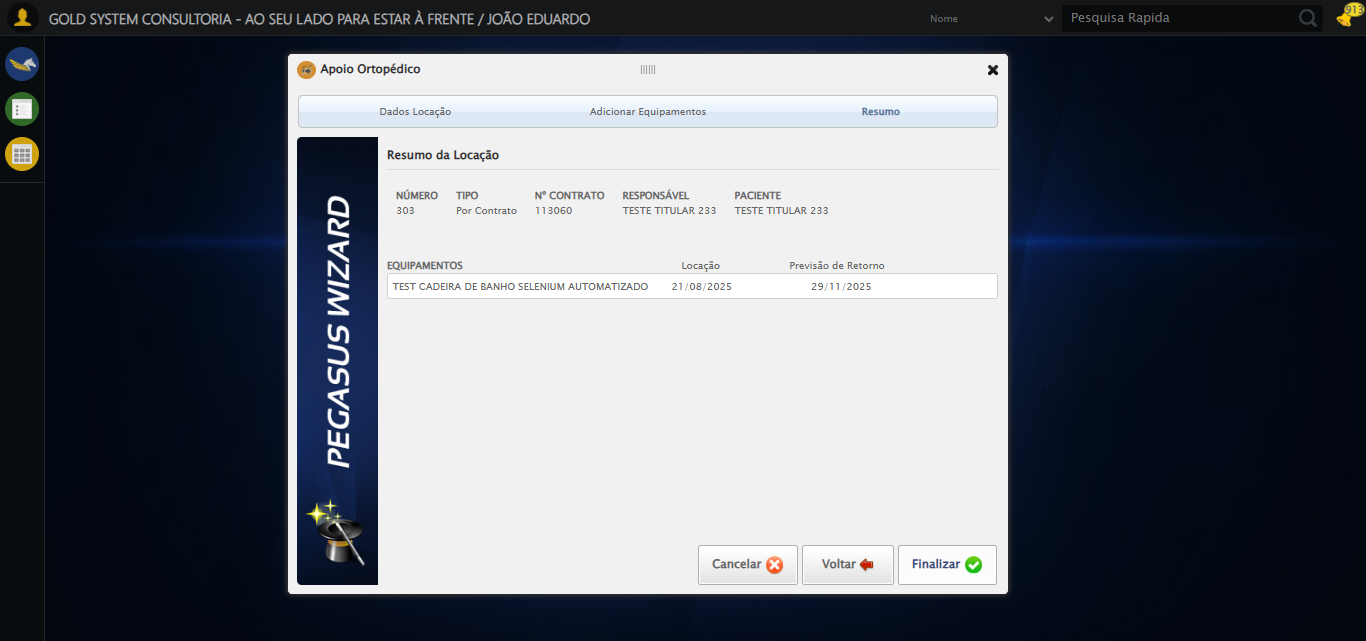 GOLD SYSTEM CONSULTORIA - AO SEU LADO PARA ESTAR À FRENTE / JOÃO EDUARDO
Nome
Pesquisa Rapida
913
Apoio Ortopédico
Dados Locação
Adicionar Equipamentos
Resumo
PEGASUS WIZARD
Resumo da Locação
NÚMERO TIPO Nº CONTRATO RESPONSÁVEL PACIENTE
303 Por Contrato 113060 TESTE TITULAR 233 TESTE TITULAR 233
EQUIPAMENTOS Locação Previsão de Retorno
TEST CADEIRA DE BANHO SELENIUM AUTOMATIZADO 21/08/2025 29/11/2025
Cancelar
Voltar
Finalizar